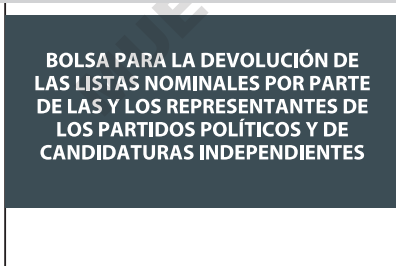 BOLSA PARA LA DEVOLUCIÓN DE
LAS LISTAS NOMINALES POR PARTE
DE LAS Y LOS REPRESENTANTES DE
LOS PARTIDOS POLÍTICOS Y DE
CANDIDATURAS INDEPENDIENTES